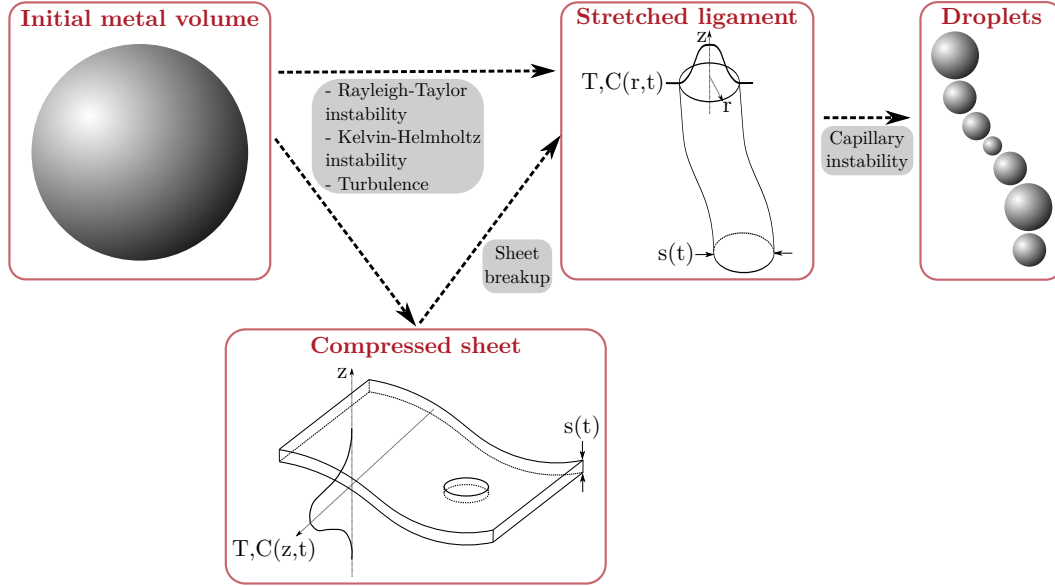 Initial metal volume
- Rayleigh-Taylor
instability
- Kelvin-Helmholtz
instability
- Turbulence
Stretched ligament
z
T,C(r,t)
r
s(t)
Capillary
instability
Droplets
Sheet
breakup
Compressed sheet
z
s(t)
T,C(z,t)